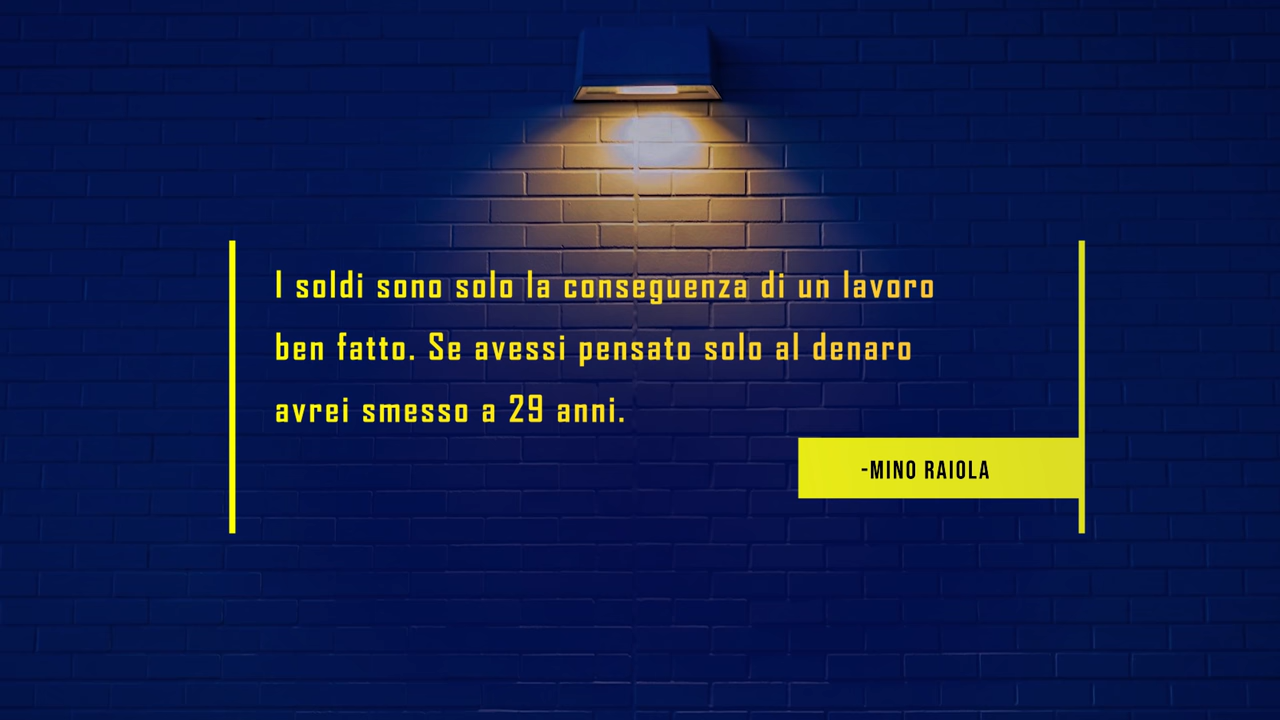 I soldi sono solo la conseguenza di un lavoro
ben fatto. Se avessi pensato solo al denaro
avrei smesso a 29 anni.
-MINO RAIOLA